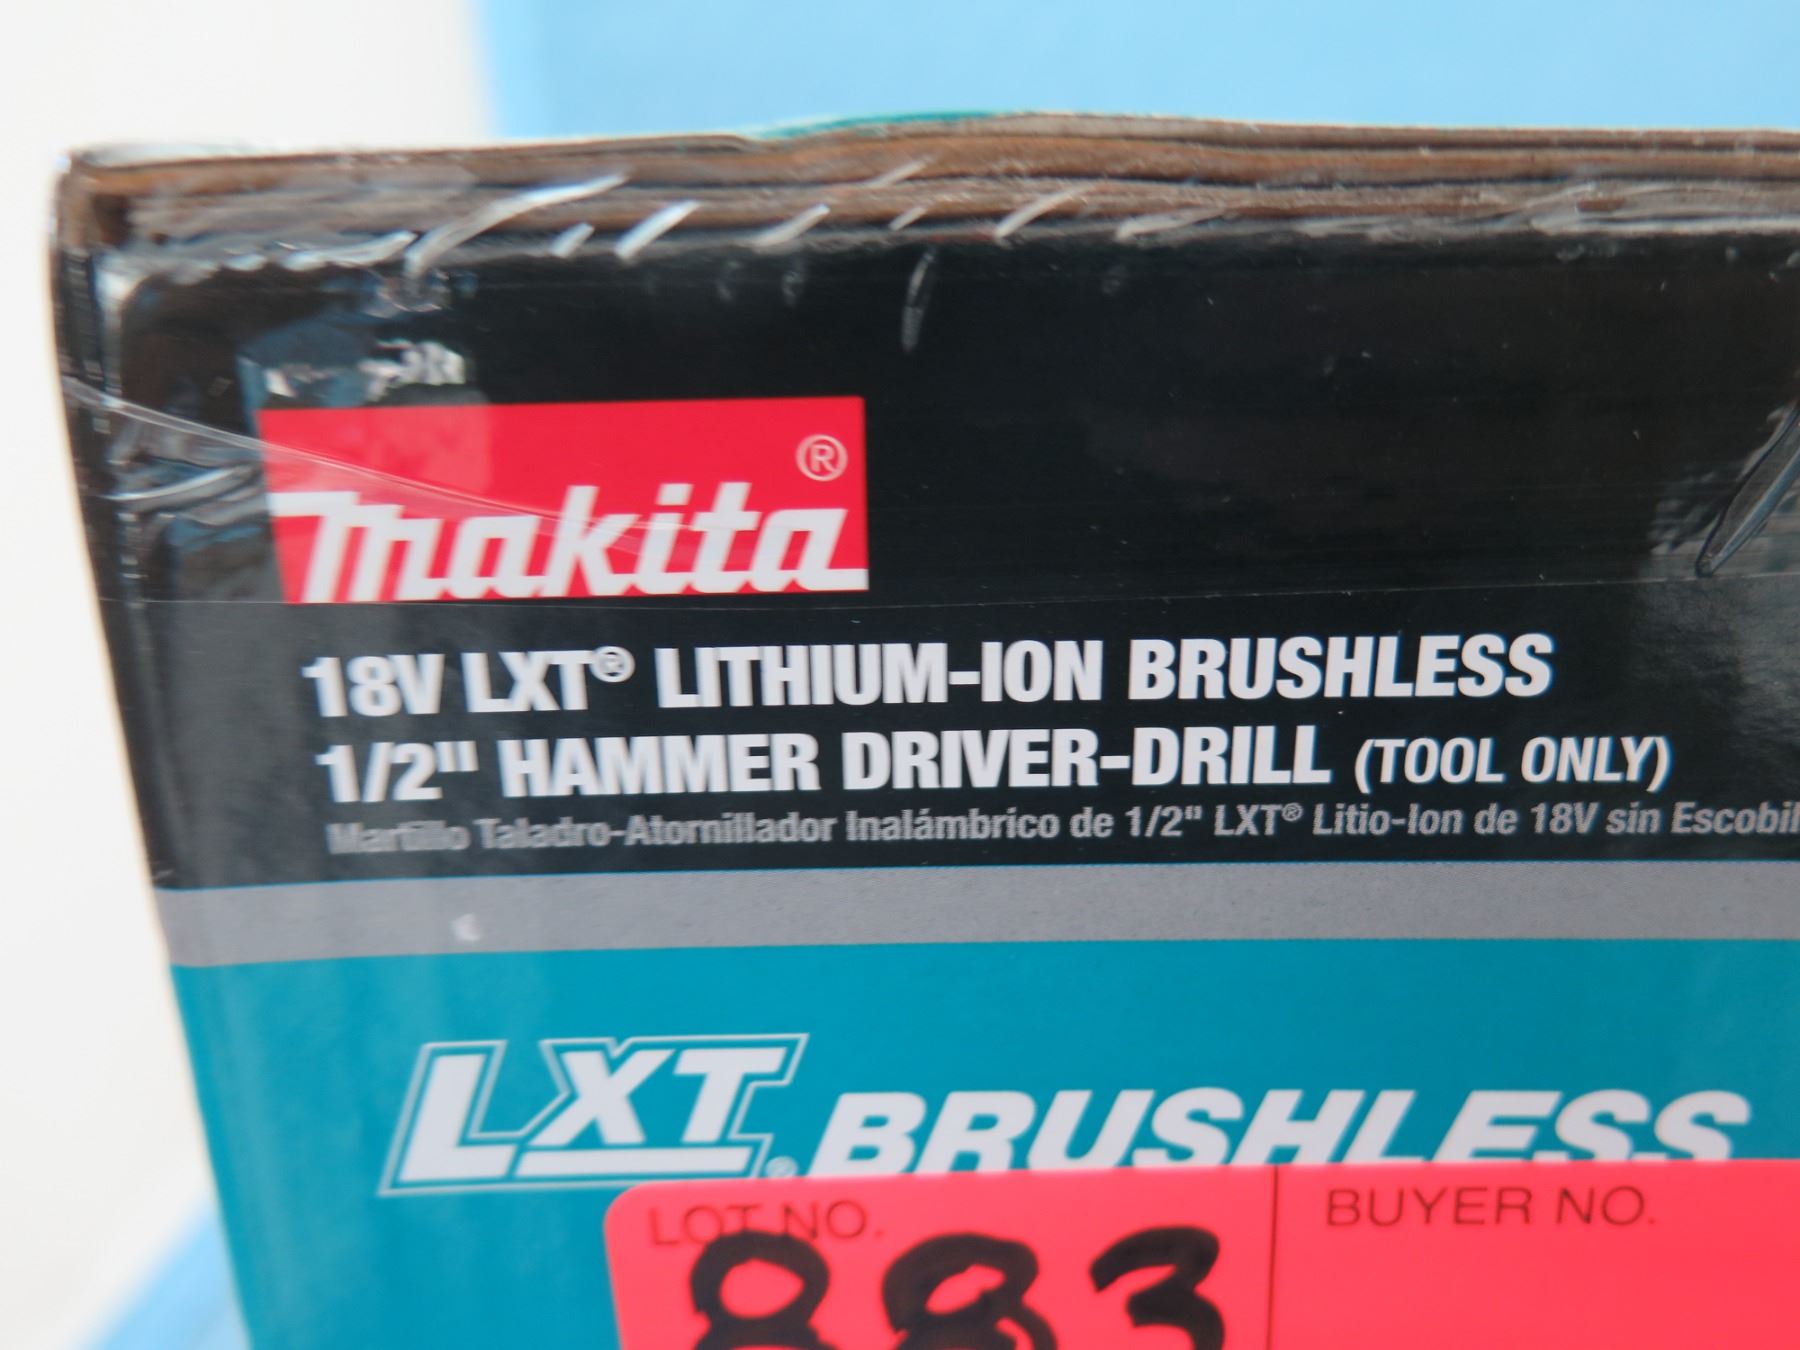 makita®
18V LXT® LITHIUM-ION BRUSHLESS
1/2" HAMMER DRIVER-DRILL (TOOL ONLY)
Martillo Taladro-Atornillador Inalámbrico de 1/2" LXT® Litio-Ion de 18V sin Escobil
LXT® BRUSHLESS
LOT NO. BUYER NO.
883